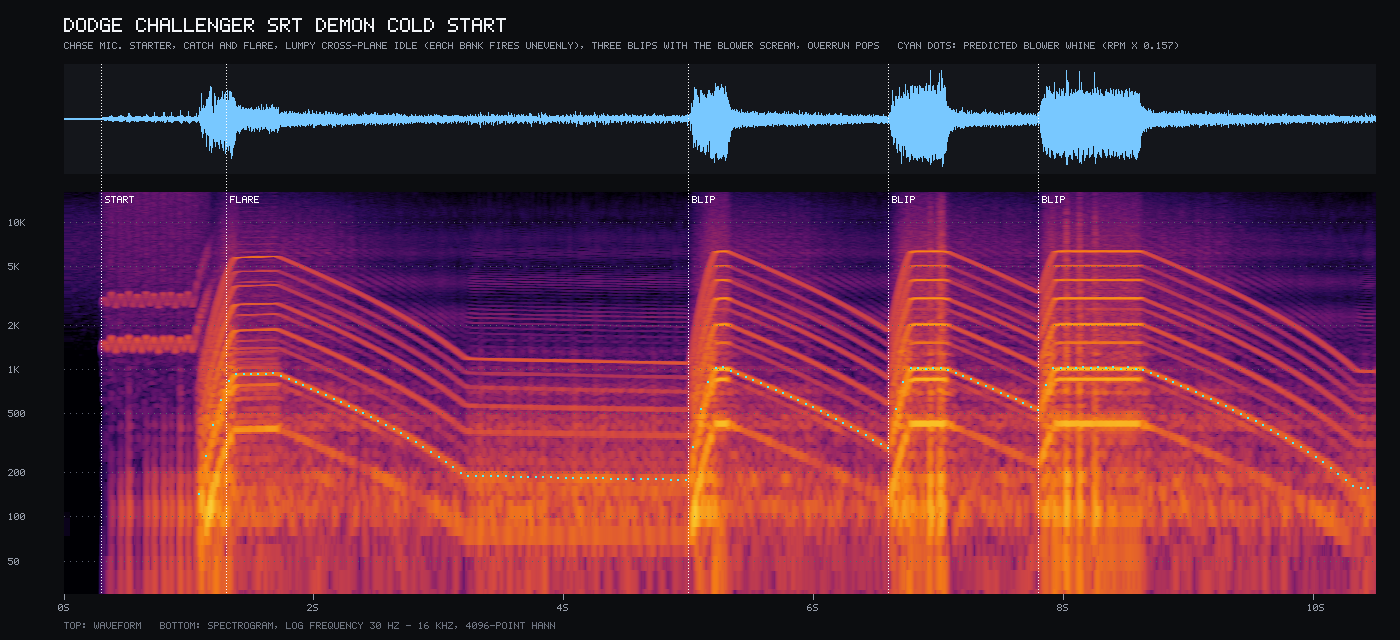 DODGE CHALLENGER SRT DEMON COLD START
CHASE MIC. STARTER, CATCH AND FLARE, LUMPY CROSS-PLANE IDLE (EACH BANK FIRES UNEVENLY), THREE BLIPS WITH THE BLOWER SCREAM, OVERRUN POPS CYAN DOTS: PREDICTED BLOWER WHINE (RPM X 0.157)
START FLARE BLIP BLIP BLIP
10K
5K
2K
1K
500
200
100
50
0S 2S 4S 6S 8S 10S
TOP: WAVEFORM BOTTOM: SPECTROGRAM, LOG FREQUENCY 30 HZ - 16 KHZ, 4096-POINT HANN